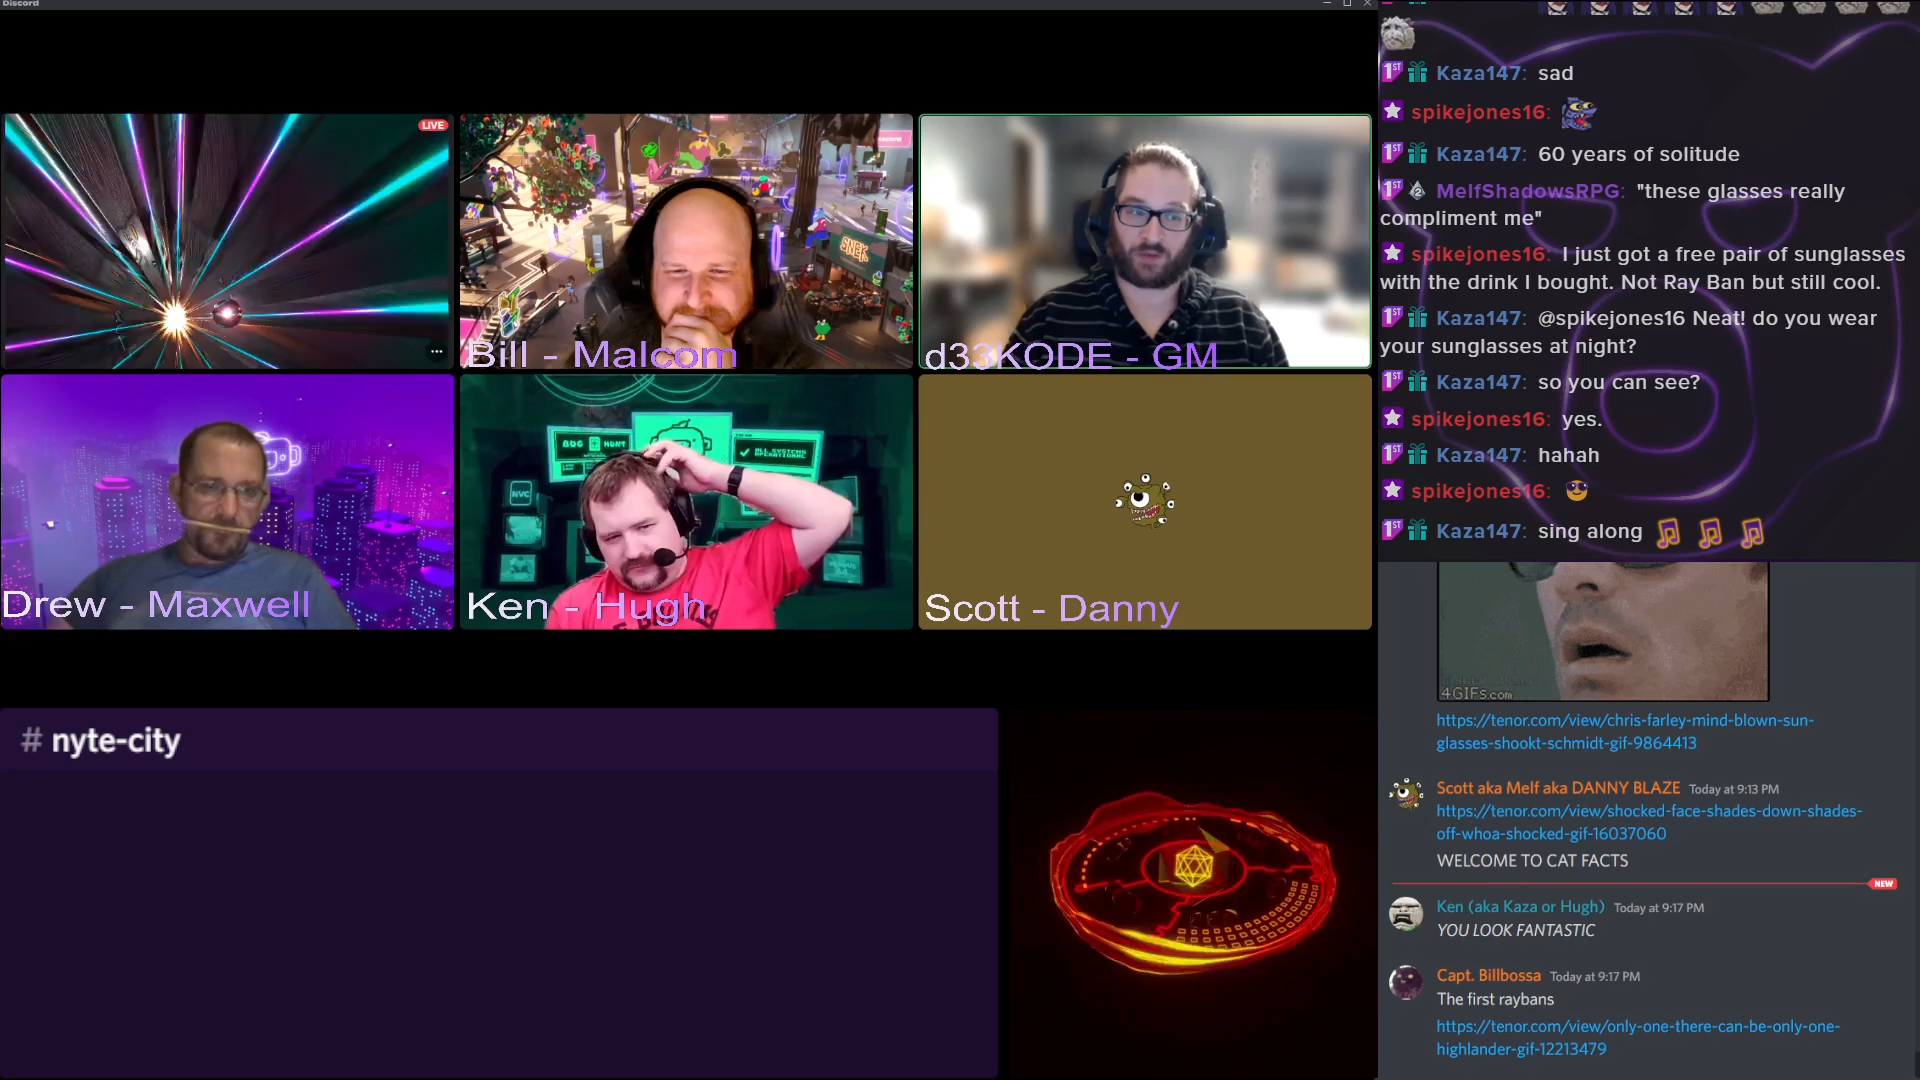 Discord
LIVE
SNEK
Bill - Malcom
d33KODE - GM
BUG HUNT
ALL SYSTEMS OPERATIONAL
NVC
Drew - Maxwell
Ken - Hugh
Scott - Danny
# nyte-city
Kaza147: sad
spikejones16:
Kaza147: 60 years of solitude
MelfShadowsRPG: "these glasses really
compliment me"
spikejones16: I just got a free pair of sunglasses
with the drink I bought. Not Ray Ban but still cool.
Kaza147: @spikejones16 Neat! do you wear
your sunglasses at night?
Kaza147: so you can see?
spikejones16: yes.
Kaza147: hahah
spikejones16:
Kaza147: sing along
4GIFs.com
https://tenor.com/view/chris-farley-mind-blown-sun-
glasses-shookt-schmidt-gif-9864413
Scott aka Melf aka DANNY BLAZE Today at 9:13 PM
https://tenor.com/view/shocked-face-shades-down-shades-
off-whoa-shocked-gif-16037060
WELCOME TO CAT FACTS
NEW
Ken (aka Kaza or Hugh) Today at 9:17 PM
YOU LOOK FANTASTIC
Capt. Billbossa Today at 9:17 PM
The first raybans
https://tenor.com/view/only-one-there-can-be-only-one-
highlander-gif-12213479